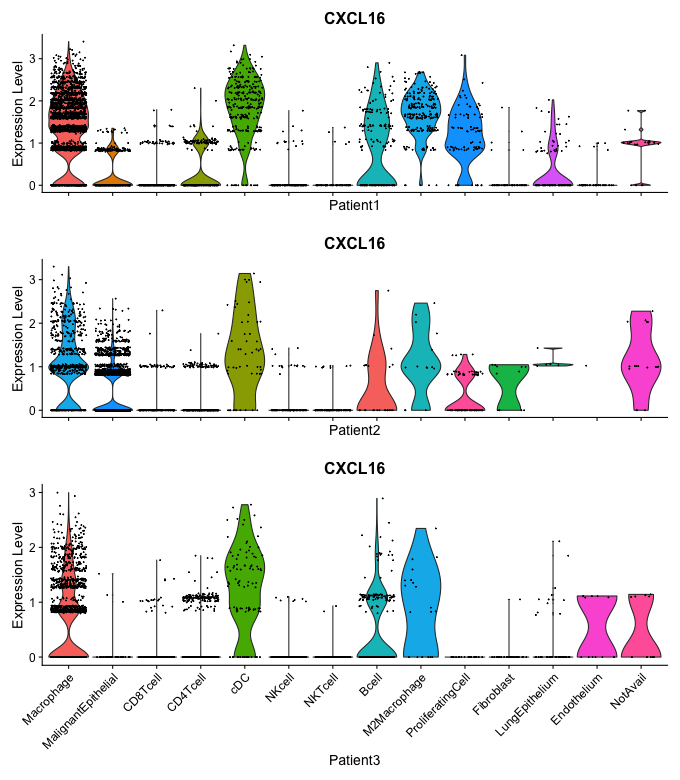 CXCL16
Expression Level
3
2
1
0
Patient1
CXCL16
Expression Level
3
2
1
0
Patient2
CXCL16
Expression Level
3
2
1
0
Macrophage
MalignantEpithelial
CD8Tcell
CD4Tcell
cDC
NKcell
NKTcell
Bcell
M2Macrophage
ProliferatingCell
Fibroblast
LungEpithelium
Endothelium
NotAvail
Patient3